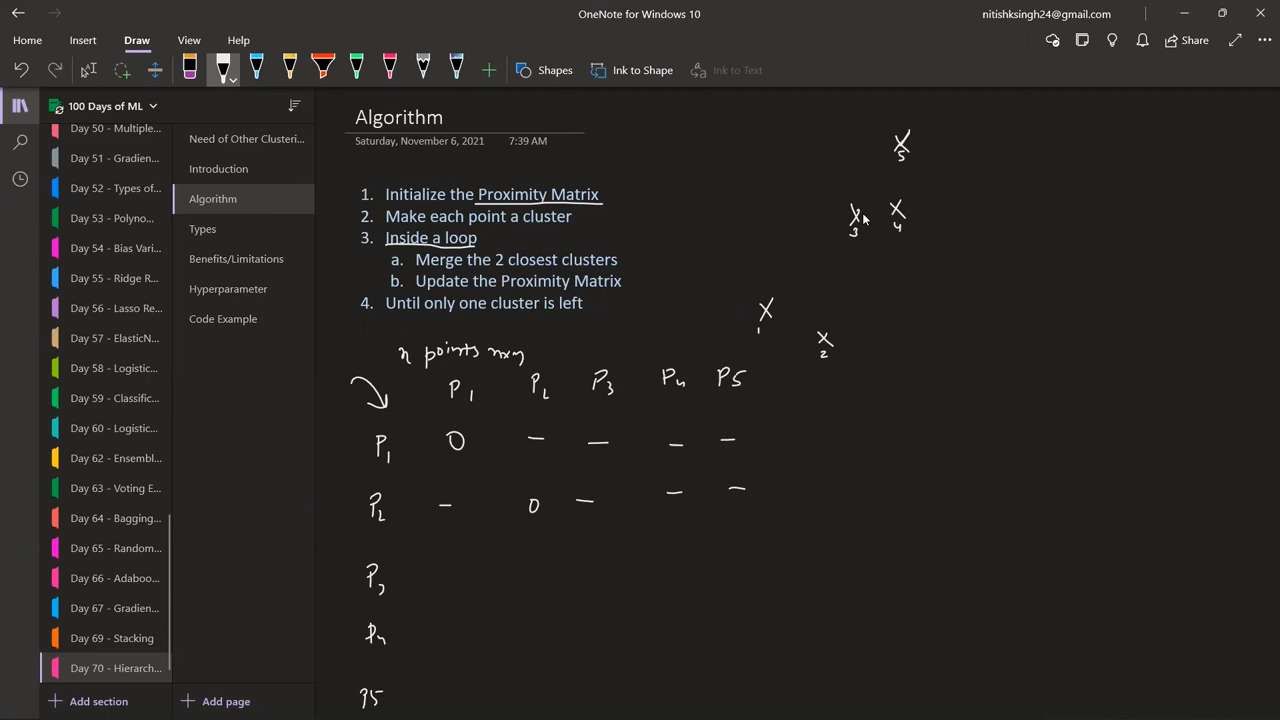 OneNote for Windows 10
nitishksingh24@gmail.com
Home Insert Draw View Help
Share
Shapes Ink to Shape Ink to Text
100 Days of ML
Day 50 - Multiple...
Day 51 - Gradien...
Day 52 - Types of...
Day 53 - Polyno...
Day 54 - Bias Vari...
Day 55 - Ridge R...
Day 56 - Lasso Re...
Day 57 - ElasticN...
Day 58 - Logistic...
Day 59 - Classific...
Day 60 - Logistic...
Day 62 - Ensembl...
Day 63 - Voting E...
Day 64 - Bagging...
Day 65 - Random...
Day 66 - Adaboo...
Day 67 - Gradien...
Day 69 - Stacking
Day 70 - Hierarch...
Add section
Need of Other Clusteri...
Introduction
Algorithm
Types
Benefits/Limitations
Hyperparameter
Code Example
Add page
Algorithm
Saturday, November 6, 2021 7:39 AM
1. Initialize the Proximity Matrix
2. Make each point a cluster
3. Inside a loop
a. Merge the 2 closest clusters
b. Update the Proximity Matrix
4. Until only one cluster is left
n points nxn
P1 P2 P3 P4 P5
P1 0 - - - -
P2 - 0 - - -
P3
P4
P5
X
5
X X
3 4
X
1
X
2